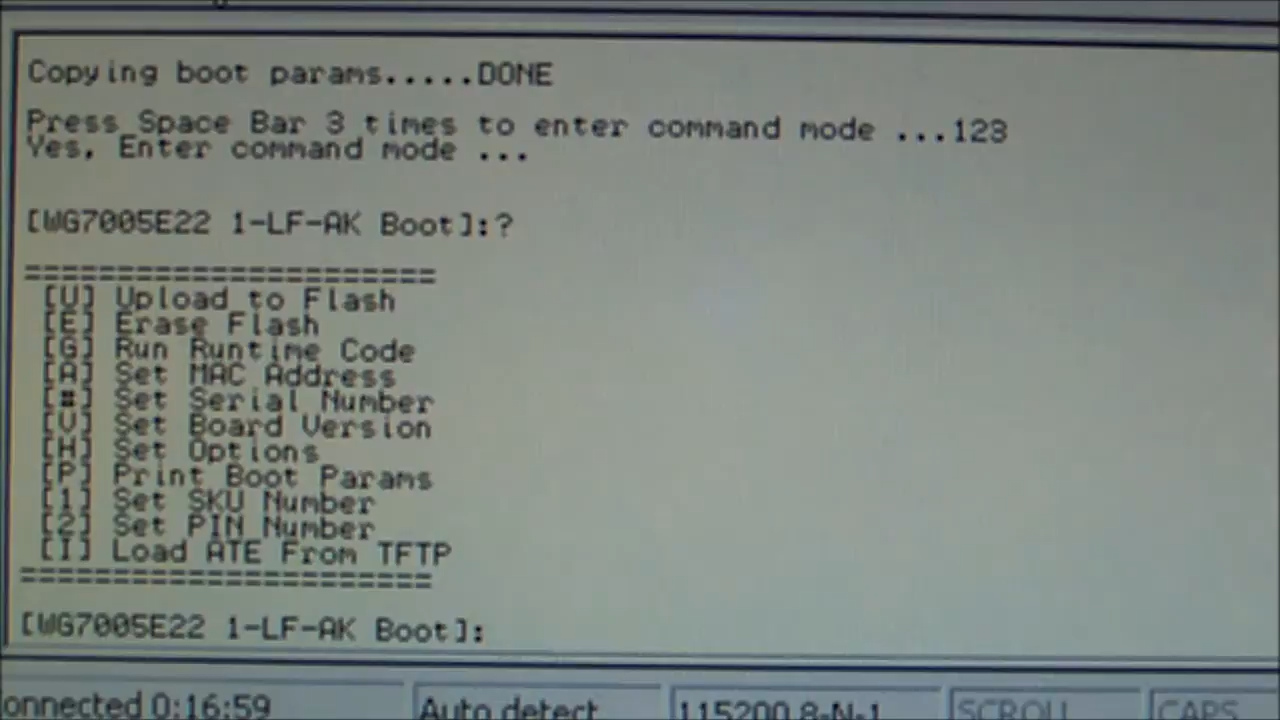 Copying boot params.....DONE
Press Space Bar 3 times to enter command mode ...123
Yes, Enter command mode ...
[WG7005E22 1-LF-AK Boot]:?
======================
[U] Upload to Flash
[E] Erase Flash
[G] Run Runtime Code
[A] Set MAC Address
[#] Set Serial Number
[V] Set Board Version
[H] Set Options
[P] Print Boot Params
[1] Set SKU Number
[2] Set PIN Number
[I] Load ATE From TFTP
======================
[WG7005E22 1-LF-AK Boot]:
onnected 0:16:59 Auto detect 115200 8-N-1 SCROLL CAPS